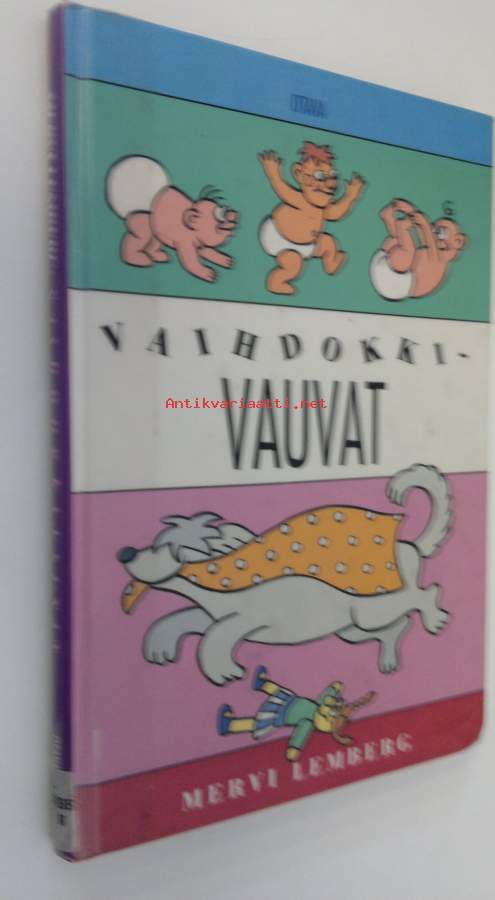 OTAVA
VAIHDOKKI-
Antikvariaatti.net
VAUVAT
MERVI LEMBERG